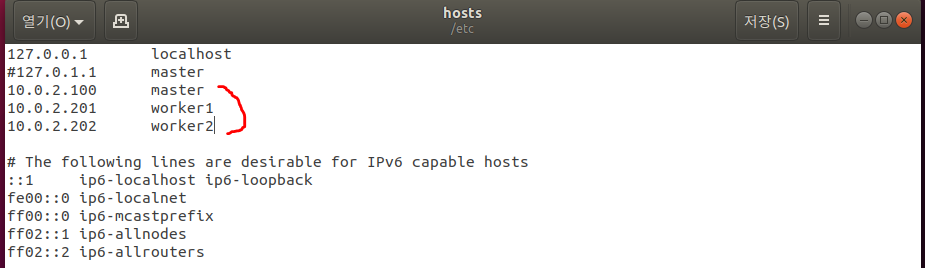 열기(O)
hosts
/etc
저장(S)
127.0.0.1 localhost
#127.0.1.1 master
10.0.2.100 master
10.0.2.201 worker1
10.0.2.202 worker2
# The following lines are desirable for IPv6 capable hosts
::1 ip6-localhost ip6-loopback
fe00::0 ip6-localnet
ff00::0 ip6-mcastprefix
ff02::1 ip6-allnodes
ff02::2 ip6-allrouters